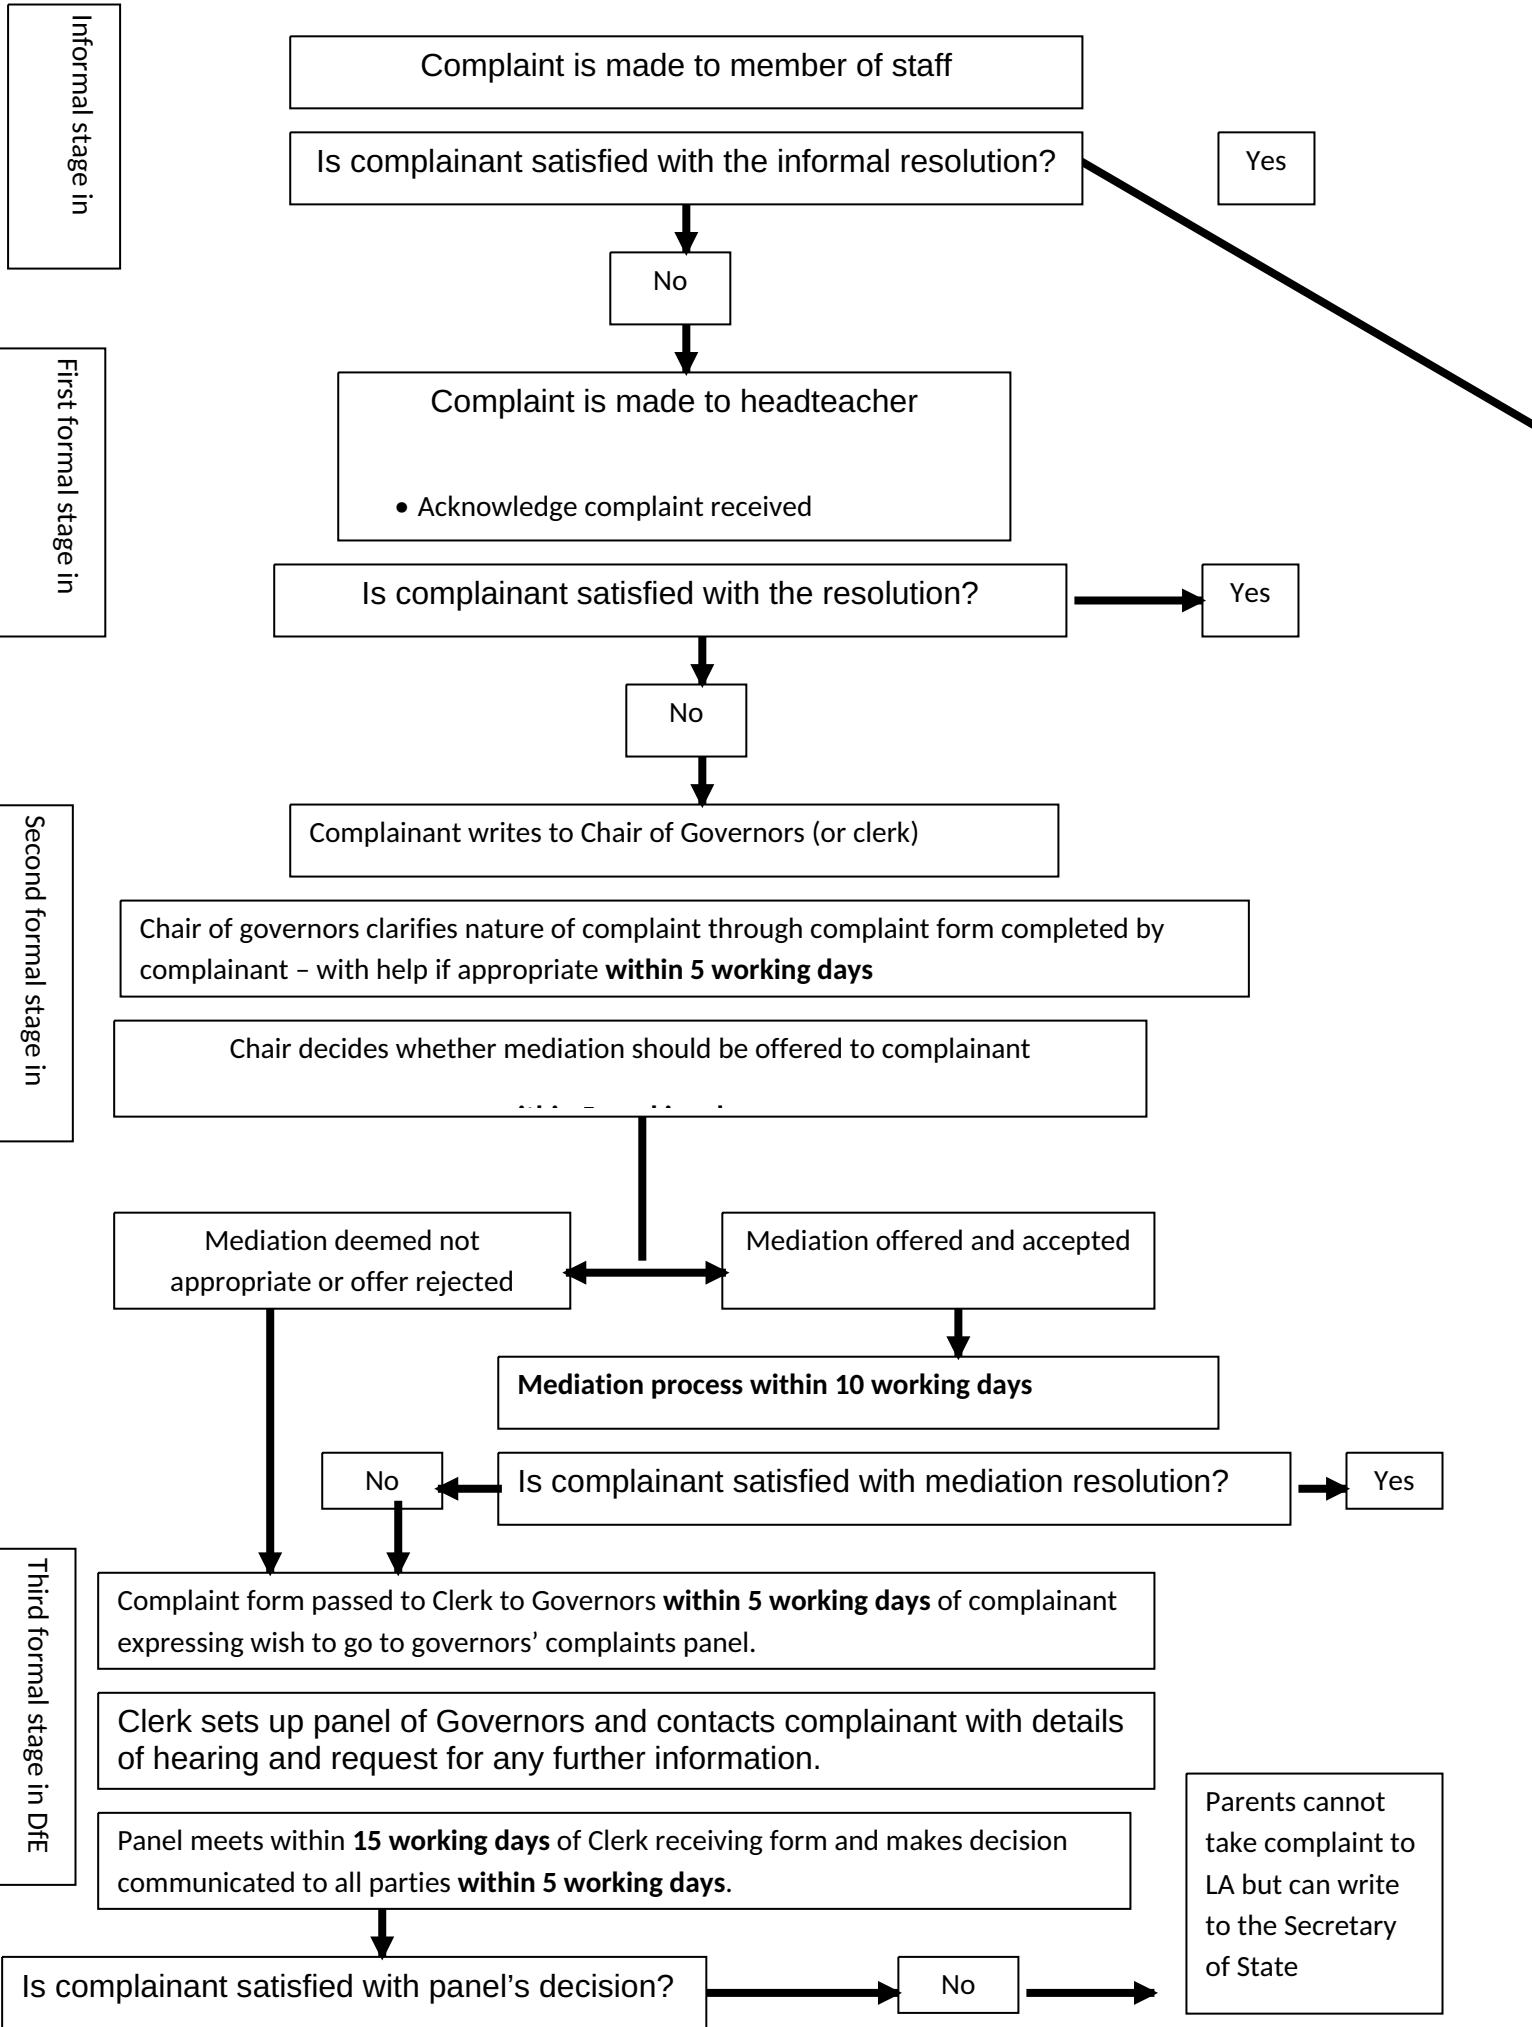 Informal stage in
Complaint is made to member of staff
Is complainant satisfied with the informal resolution?
Yes
No
First formal stage in
Complaint is made to headteacher
• Acknowledge complaint received
Is complainant satisfied with the resolution?
Yes
No
Second formal stage in
Complainant writes to Chair of Governors (or clerk)
Chair of governors clarifies nature of complaint through complaint form completed by
complainant – with help if appropriate within 5 working days
Chair decides whether mediation should be offered to complainant
Mediation deemed not
appropriate or offer rejected
Mediation offered and accepted
Mediation process within 10 working days
No
Is complainant satisfied with mediation resolution?
Yes
Third formal stage in DfE
Complaint form passed to Clerk to Governors within 5 working days of complainant
expressing wish to go to governors’ complaints panel.
Clerk sets up panel of Governors and contacts complainant with details
of hearing and request for any further information.
Panel meets within 15 working days of Clerk receiving form and makes decision
communicated to all parties within 5 working days.
Is complainant satisfied with panel’s decision?
No
Parents cannot
take complaint to
LA but can write
to the Secretary
of State